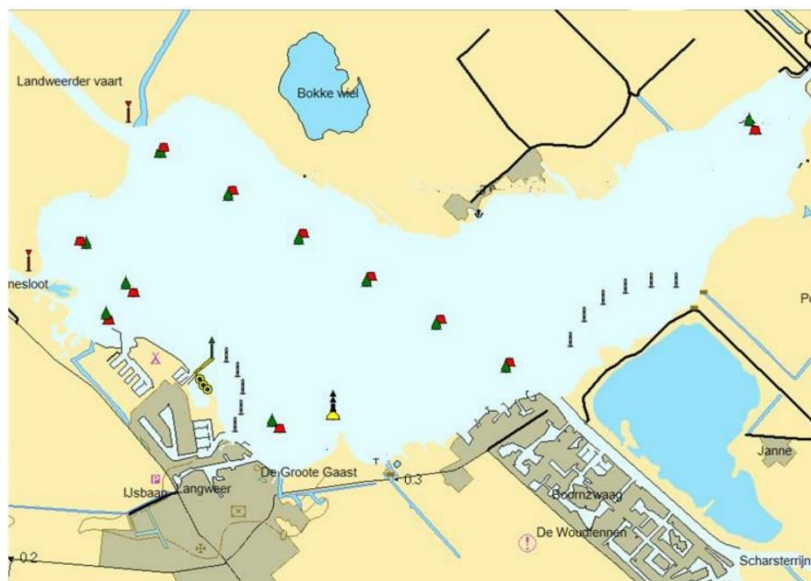 Landweerder vaart
Bokke wiel
nesloot
Po
De Groote Gaast
Janne
IJsbaan
Langweer
P
0.3
Boornzwaag
De Woudfennen
0.2
Scharsterrijn